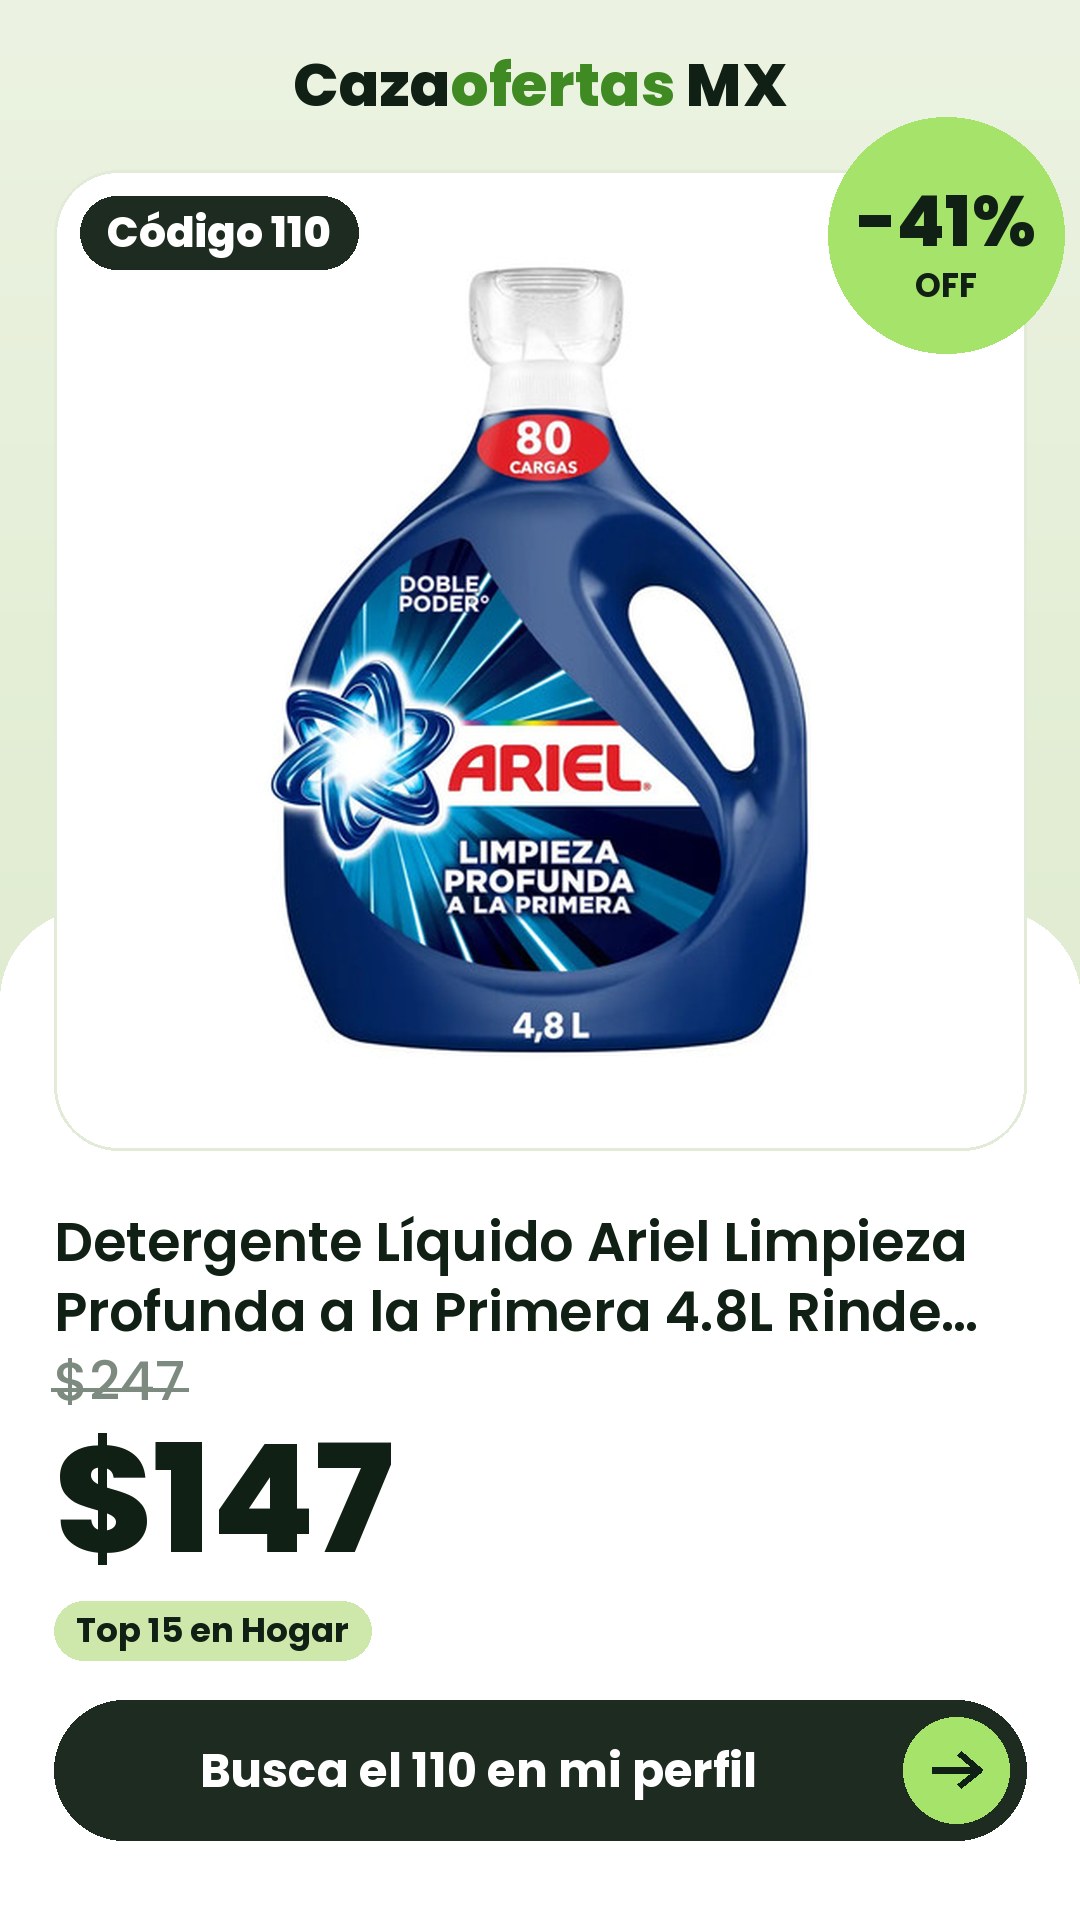 Cazaofertas MX
Código 110
-41%
OFF
80
CARGAS
DOBLE
PODER°
ARIEL®
LIMPIEZA
PROFUNDA
A LA PRIMERA
4,8 L
Detergente Líquido Ariel Limpieza
Profunda a la Primera 4.8L Rinde...
$247
$147
Top 15 en Hogar
Busca el 110 en mi perfil